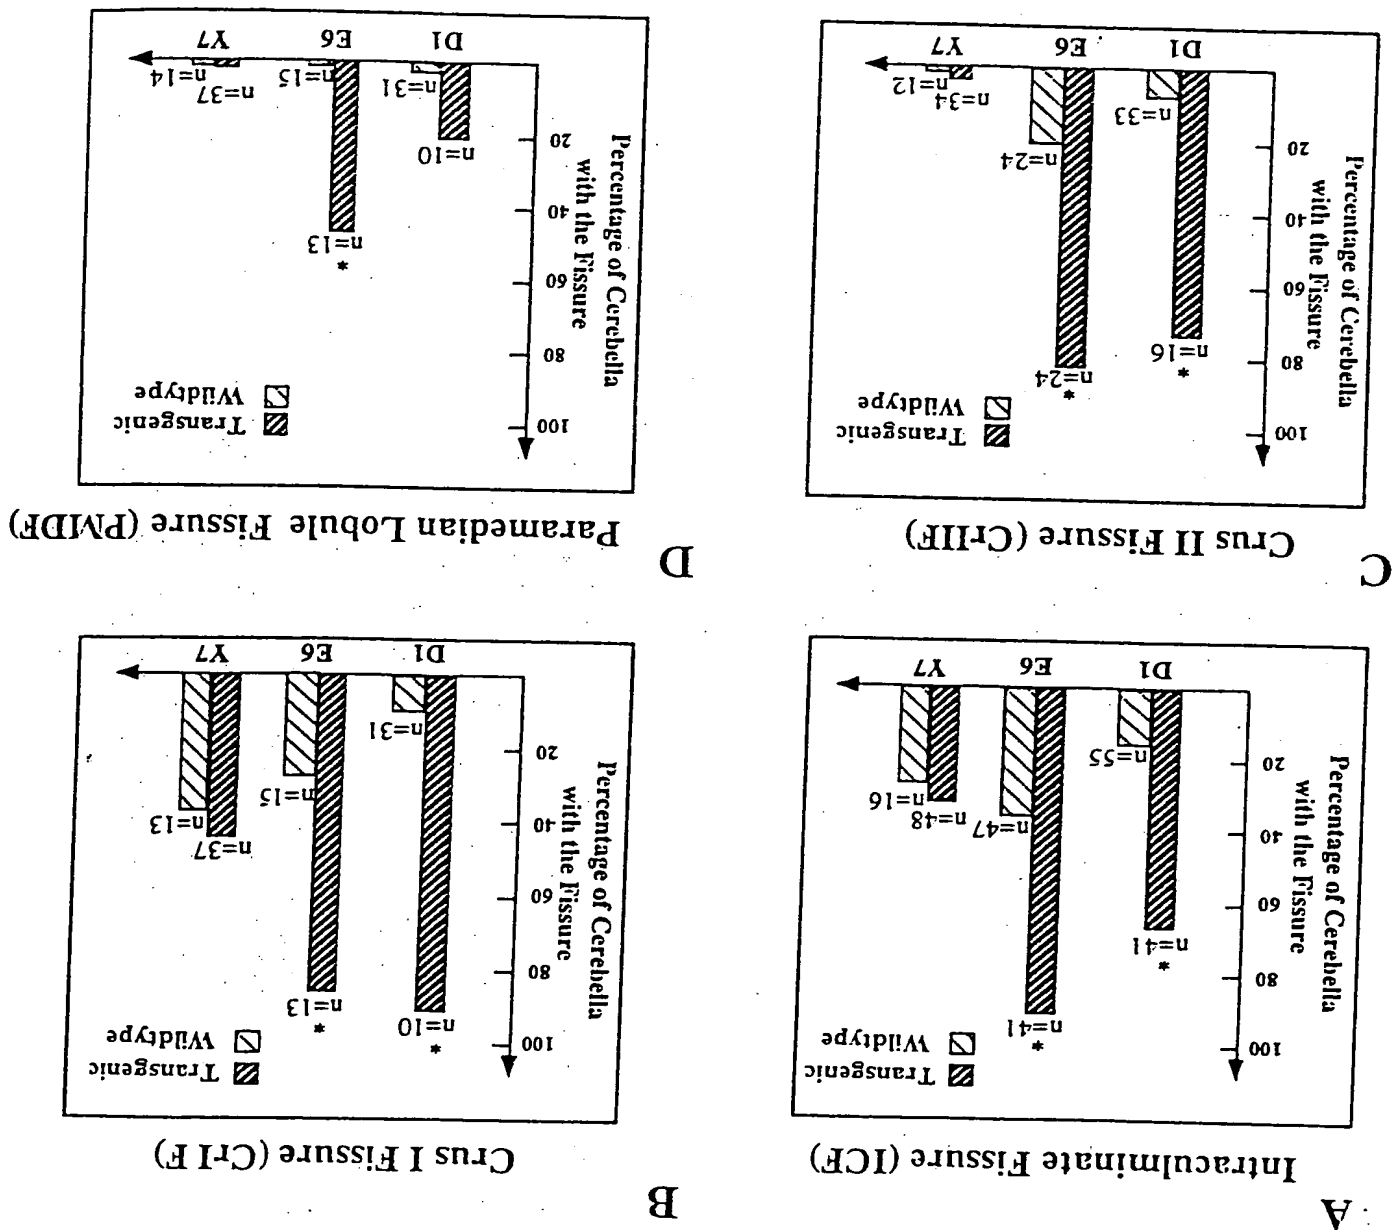 A
Intraculminate Fissure (ICF)
Percentage of Cerebella
with the Fissure
100
80
60
40
20
Transgenic
Wildtype
*
n=41
n=55
*
n=41
n=47
n=48
n=16
D1 E6 Y7
B
Crus I Fissure (CrI F)
Percentage of Cerebella
with the Fissure
100
80
60
40
20
Transgenic
Wildtype
*
n=10
n=31
*
n=13
n=15
n=37
n=13
D1 E6 Y7
C
Crus II Fissure (CrIIF)
Percentage of Cerebella
with the Fissure
100
80
60
40
20
Transgenic
Wildtype
*
n=16
n=33
*
n=24
n=24
n=34
n=12
D1 E6 Y7
D
Paramedian Lobule Fissure (PMDF)
Percentage of Cerebella
with the Fissure
100
80
60
40
20
Transgenic
Wildtype
n=10
n=31
*
n=13
n=15
n=37
n=14
D1 E6 Y7